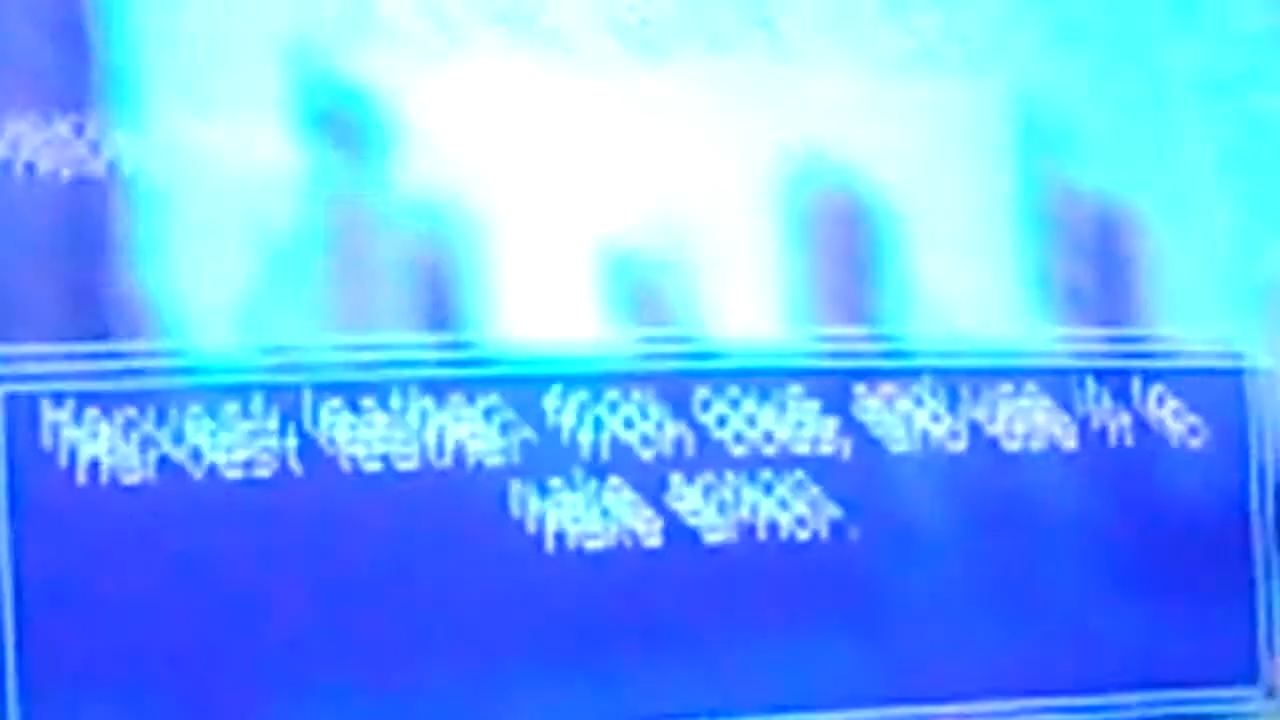 Harvest leather from cows, and use it to
make armor.